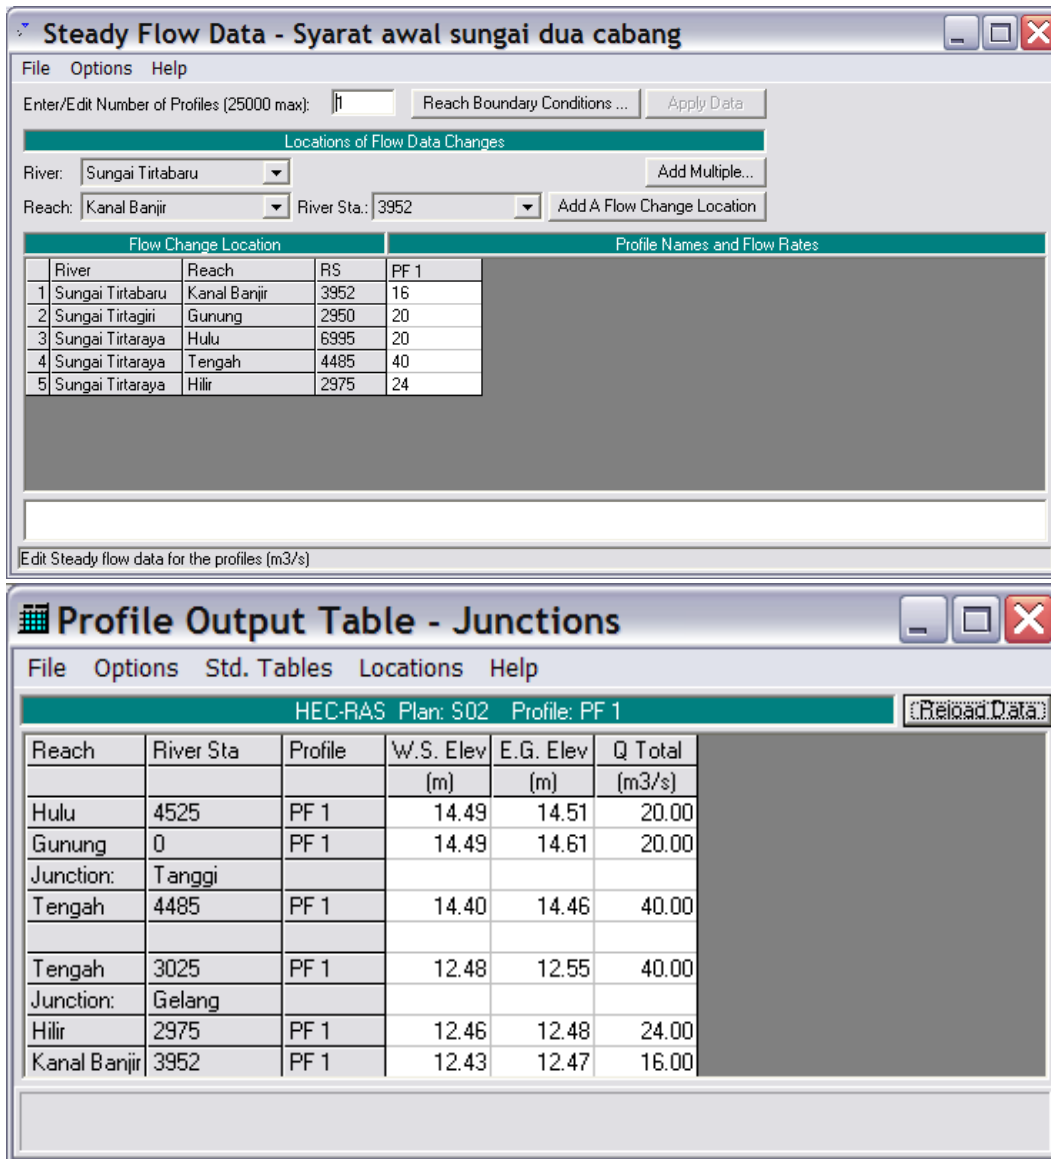 Steady Flow Data - Syarat awal sungai dua cabang
File Options Help
Enter/Edit Number of Profiles (25000 max): 1 Reach Boundary Conditions ... Apply Data
Locations of Flow Data Changes
River: Sungai Tirtabaru Add Multiple...
Reach: Kanal Banjir River Sta.: 3952 Add A Flow Change Location
Flow Change Location Profile Names and Flow Rates
River Reach RS PF 1
1 Sungai Tirtabaru Kanal Banjir 3952 16
2 Sungai Tirtagiri Gunung 2950 20
3 Sungai Tirtaraya Hulu 6995 20
4 Sungai Tirtaraya Tengah 4485 40
5 Sungai Tirtaraya Hilir 2975 24
Edit Steady flow data for the profiles (m3/s)
Profile Output Table - Junctions
File Options Std. Tables Locations Help
HEC-RAS Plan: S02 Profile: PF 1 Reload Data
Reach River Sta Profile W.S. Elev E.G. Elev Q Total
(m) (m) (m3/s)
Hulu 4525 PF 1 14.49 14.51 20.00
Gunung 0 PF 1 14.49 14.61 20.00
Junction: Tanggi
Tengah 4485 PF 1 14.40 14.46 40.00
Tengah 3025 PF 1 12.48 12.55 40.00
Junction: Gelang
Hilir 2975 PF 1 12.46 12.48 24.00
Kanal Banjir 3952 PF 1 12.43 12.47 16.00